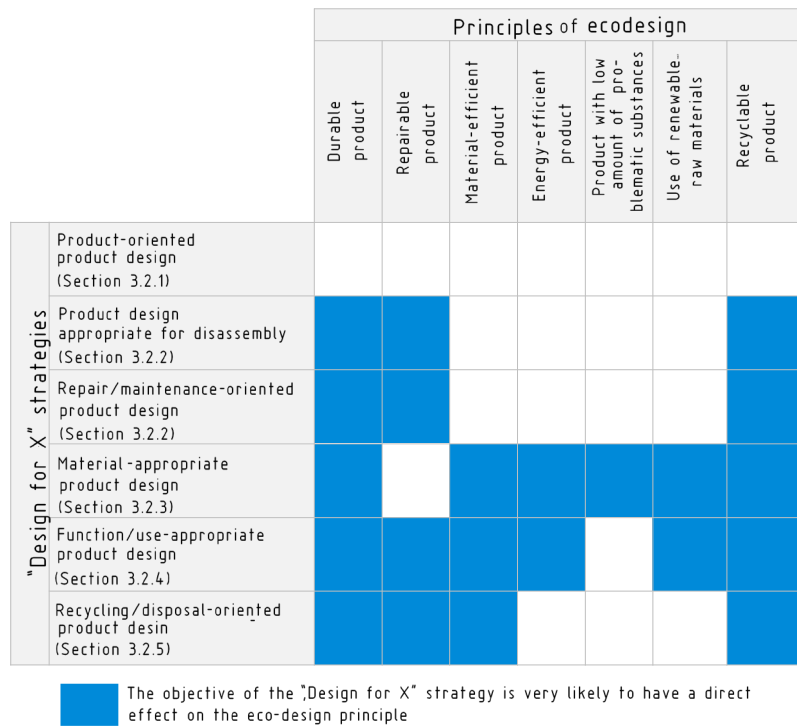 Principles of ecodesign
Durable
product
Repairable
product
Material-efficient
product
Energy-efficient
product
Product with low
amount of pro-
blematic substances
Use of renewable-
raw materials
Recyclable
product
"Design for X" strategies
Product-oriented
product design
(Section 3.2.1)
Product design
appropriate for disassembly
(Section 3.2.2)
Repair/maintenance-oriented
product design
(Section 3.2.2)
Material-appropriate
product design
(Section 3.2.3)
Function/use-appropriate
product design
(Section 3.2.4)
Recycling/disposal-oriented
product desin
(Section 3.2.5)
The objective of the "Design for X" strategy is very likely to have a direct
effect on the eco-design principle